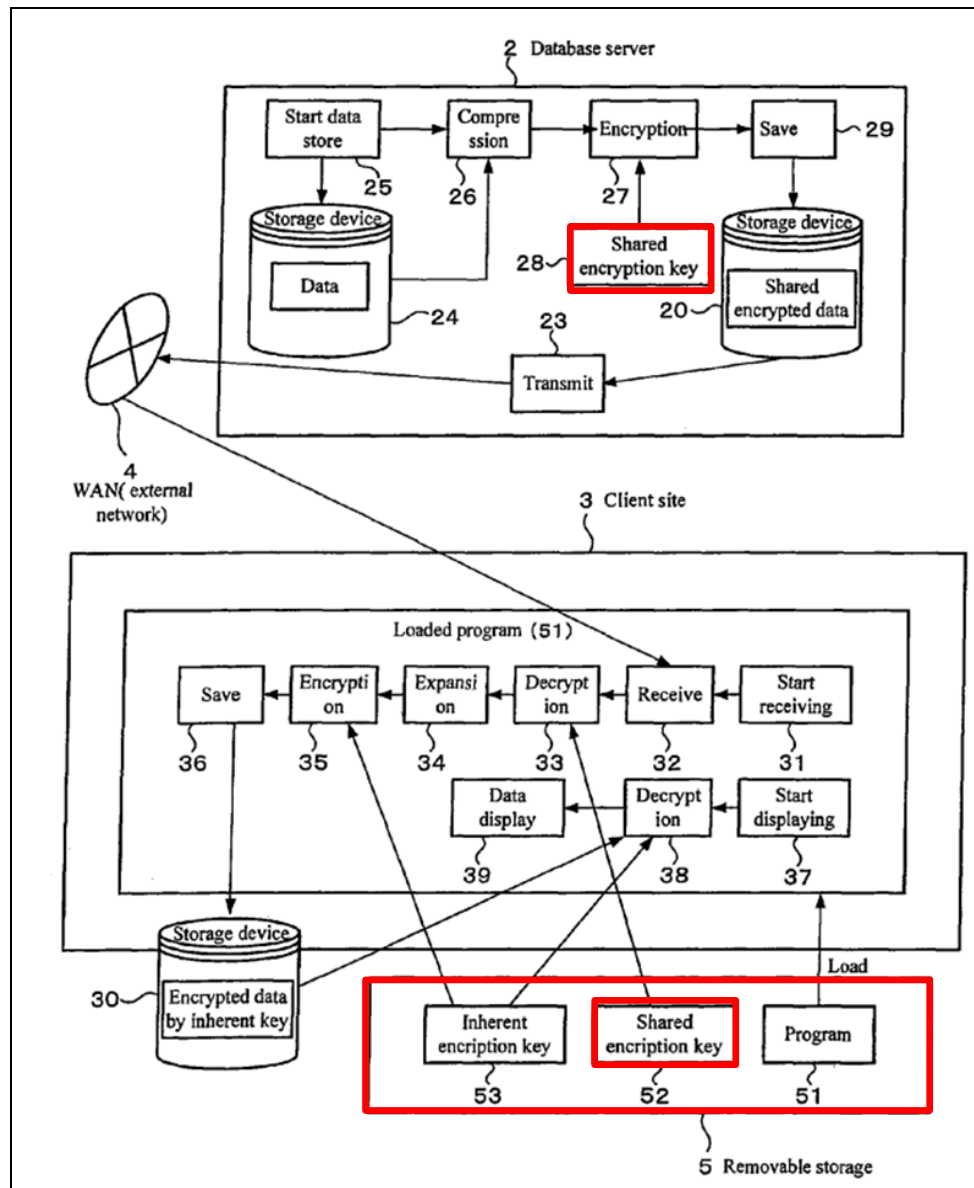 2 Database server
Start data
store
25
Compre
ssion
26
Encryption
27
Save
29
Storage device
Data
24
28
Shared
encryption key
Storage device
20
Shared
encrypted data
23
Transmit
4
WAN( external
network)
3 Client site
Loaded program (51)
Save
36
Encrypti
on
35
Expansi
on
34
Decrypt
ion
33
Receive
32
Start
receiving
31
Data
display
39
Decrypt
ion
38
Start
displaying
37
Storage device
30
Encrypted data
by inherent key
Load
Inherent
encription key
53
Shared
encription key
52
Program
51
5 Removable storage